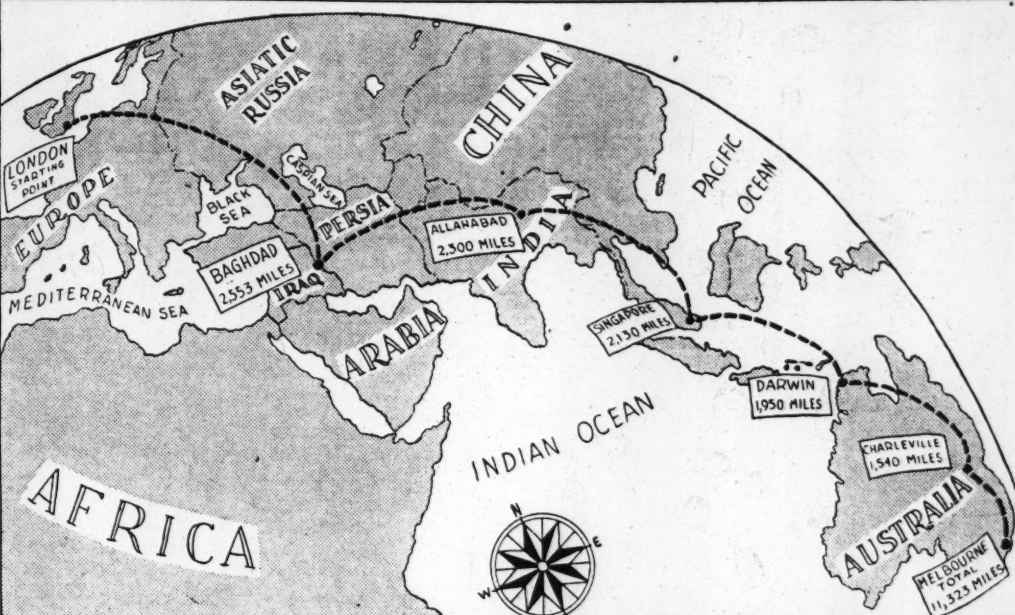 ASIATIC
RUSSIA
CHINA
PACIFIC
OCEAN
LONDON
STARTING
POINT
EUROPE
BLACK
SEA
CASPIAN SEA
PERSIA
ALLAHABAD
2,300 MILES
INDIA
BAGHDAD
2,553 MILES
IRAQ
MEDITERRANEAN SEA
ARABIA
SINGAPORE
2,130 MILES
DARWIN
1,950 MILES
INDIAN OCEAN
CHARLEVILLE
1,540 MILES
AFRICA
AUSTRALIA
MELBOURNE
TOTAL
11,323 MILES
N
E
W